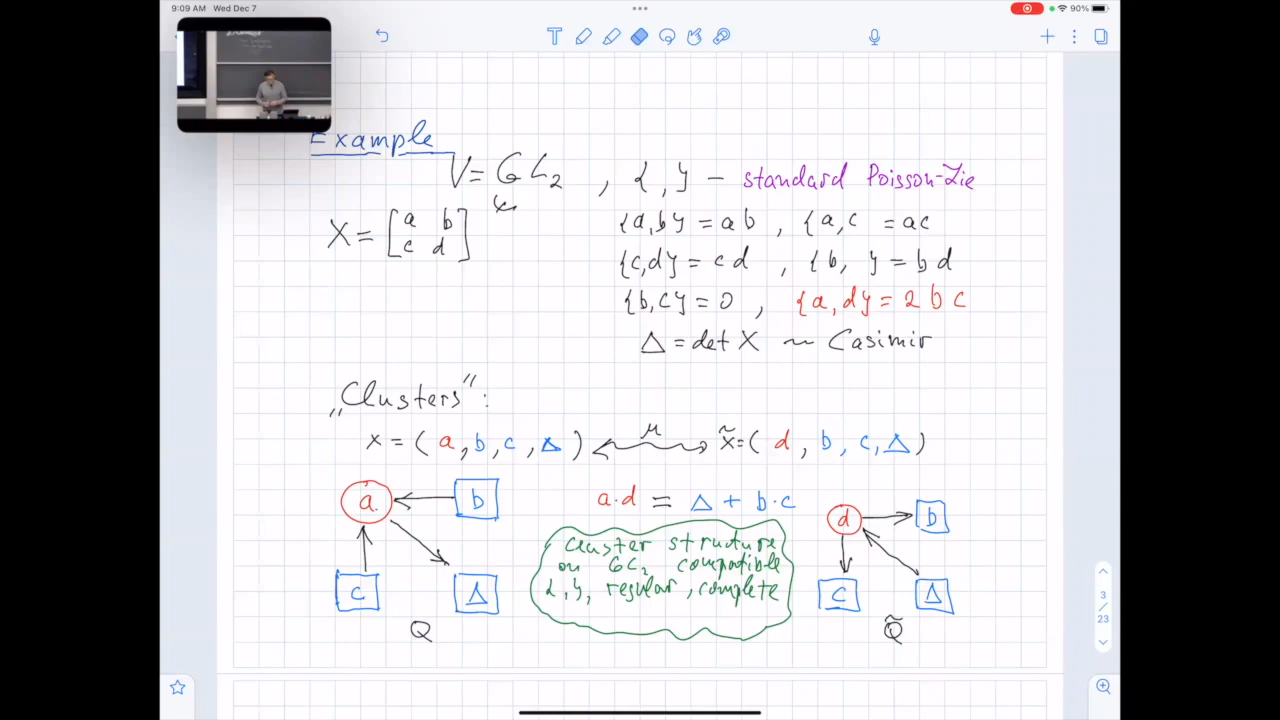 9:09 AM Wed Dec 7
90%
Example
V = GL₂ , {,} – standard Poisson-Lie
X = [a b
c d]
{a,b} = ab , {a,c = ac
{c,d} = cd , {b, } = bd
{b,c} = 0 , {a,d} = 2bc
Δ = det X ~ Casimir
„Clusters":
x = (a, b, c, Δ) μ x̃ = (d, b, c, Δ)
a b
a·d = Δ + b·c
d b
cluster structure
on GL₂ compatible
{,}, regular, complete
c Δ
c Δ
Q
Q̃
3
/
23